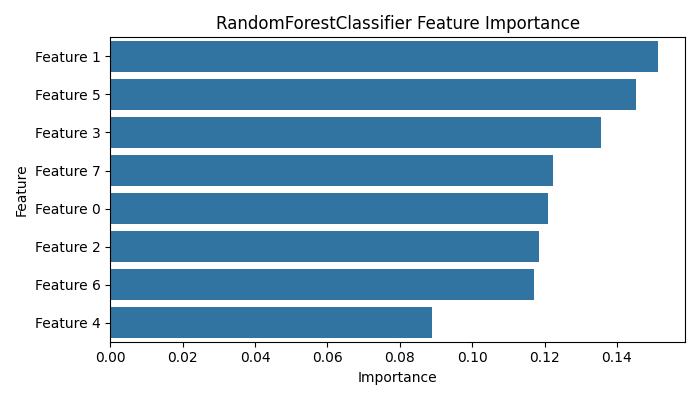 RandomForestClassifier Feature Importance
Feature
Feature 1
Feature 5
Feature 3
Feature 7
Feature 0
Feature 2
Feature 6
Feature 4
0.00 0.02 0.04 0.06 0.08 0.10 0.12 0.14
Importance